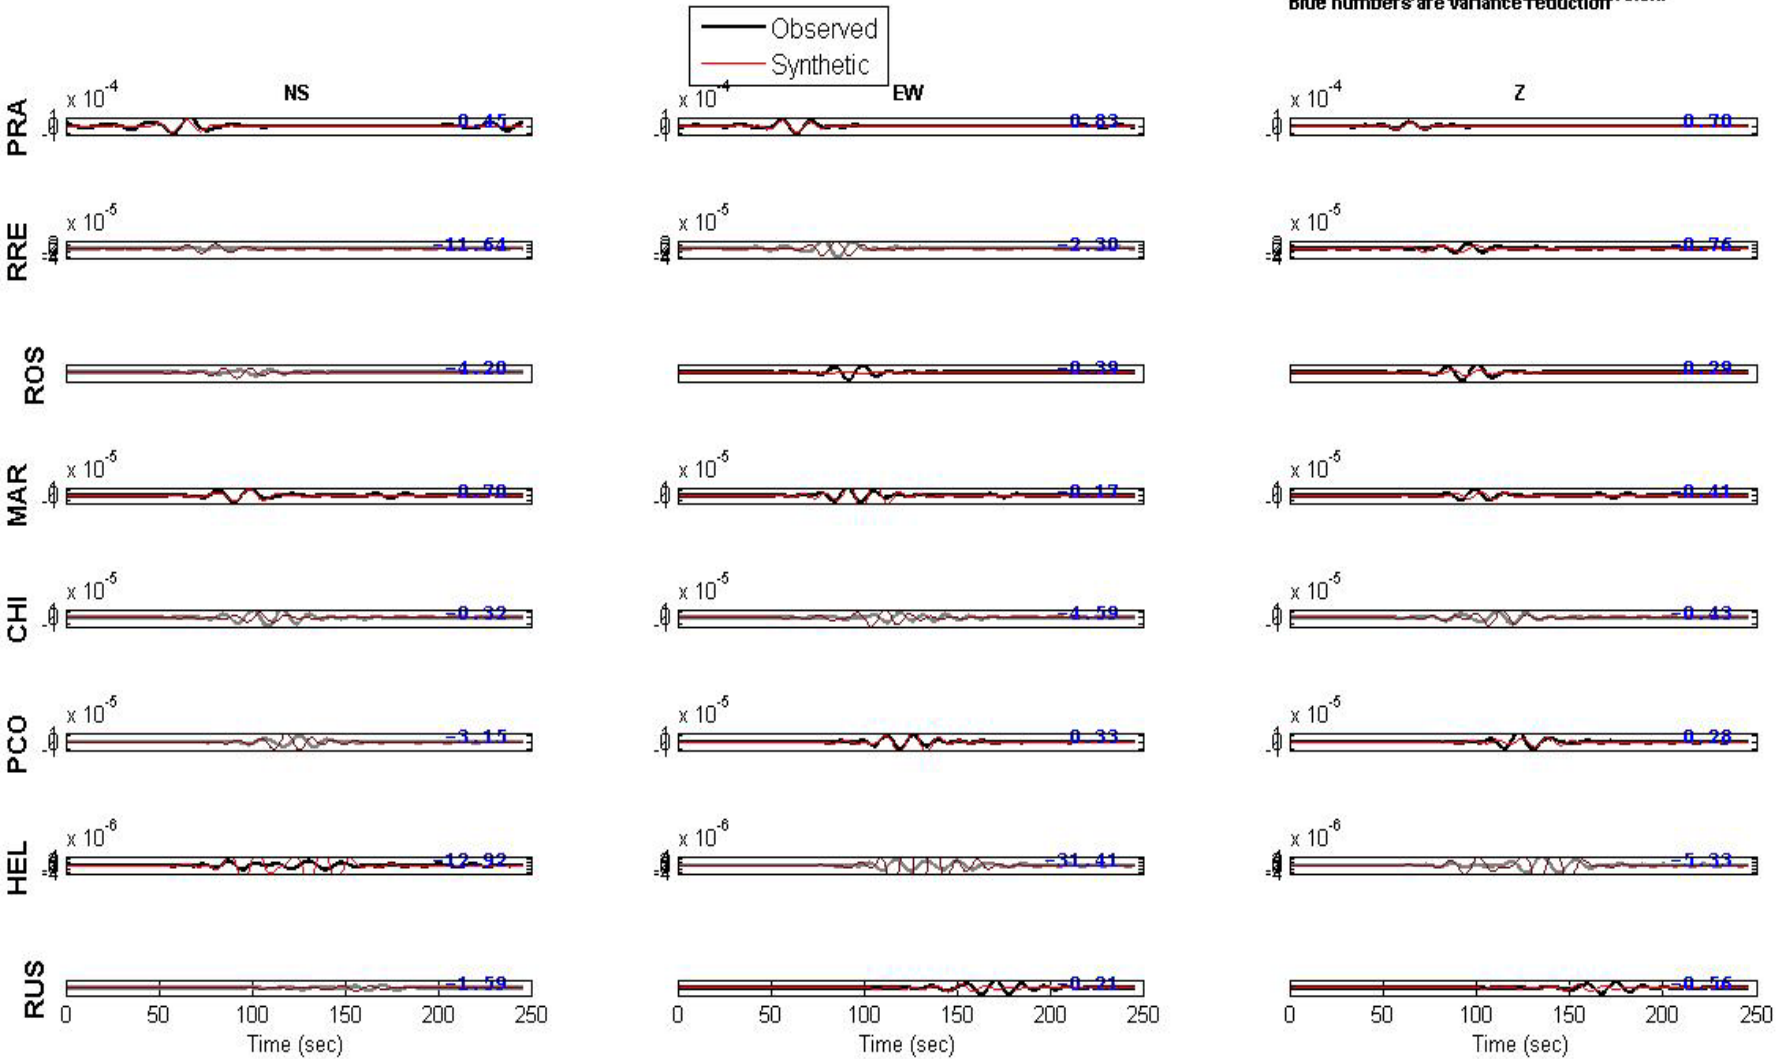 Blue numbers are variance reduction
Observed
Synthetic
NS
EW
Z
PRA
x 10-4
0.45
x 10-4
0.83
x 10-4
0.70
RRE
x 10-5
-11.64
x 10-5
-2.30
x 10-5
-0.76
ROS
-4.20
-0.39
0.29
MAR
x 10-5
0.70
x 10-5
-0.17
x 10-5
-0.41
CHI
x 10-5
-0.32
x 10-5
-4.59
x 10-5
-0.43
PCO
x 10-5
-3.15
x 10-5
0.33
x 10-5
0.28
HEL
x 10-6
-12.92
x 10-6
-31.41
x 10-6
-5.33
RUS
-1.59
-0.21
-0.56
0 50 100 150 200 250
0 50 100 150 200 250
0 50 100 150 200 250
Time (sec)
Time (sec)
Time (sec)